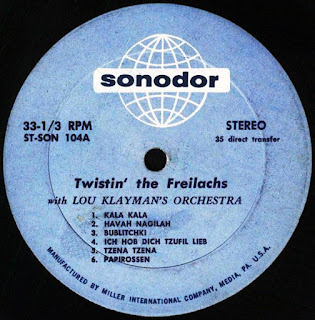 sonodor
33-1/3 RPM
ST-SON 104A
STEREO
35 direct transfer
Twistin' the Freilachs
with LOU KLAYMAN'S ORCHESTRA
1. KALA KALA
2. HAVAH NAGILAH
3. BUBLITCHKI
4. ICH HOB DICH TZUFIL LIEB
5. TZENA TZENA
6. PAPIROSSEN
MANUFACTURED BY MILLER INTERNATIONAL COMPANY, MEDIA, PA. U.S.A.